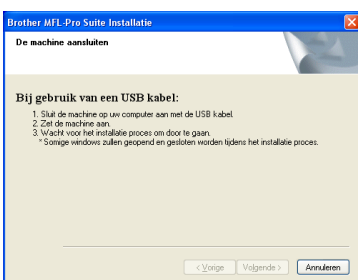 Brother MFL-Pro Suite Installatie
De machine aansluiten
Bij gebruik van een USB kabel:
1. Sluit de machine op uw computer aan met de USB kabel.
2. Zet de machine aan.
3. Wacht voor het installatie proces om door te gaan.
* Somige windows zullen geopend en gesloten worden tijdens het installatie proces.
< Vorige Volgende > Annuleren